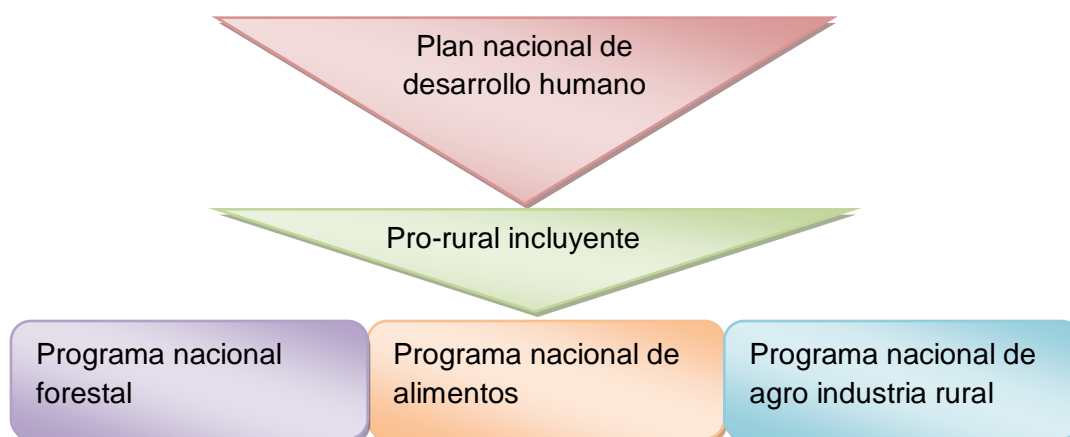 Plan nacional de
desarrollo humano
Pro-rural incluyente
Programa nacional
forestal
Programa nacional de
alimentos
Programa nacional de
agro industria rural